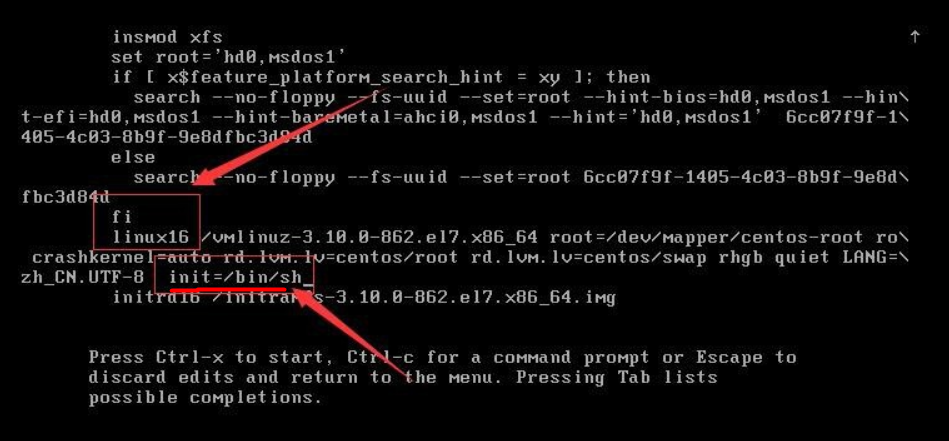 insmod xfs
set root='hd0,msdos1'
if [ x$feature_platform_search_hint = xy ]; then
search --no-floppy --fs-uuid --set=root --hint-bios=hd0,msdos1 --hin\
t-efi=hd0,msdos1 --hint-baremetal=ahci0,msdos1 --hint='hd0,msdos1'  6cc07f9f-1\
405-4c03-8b9f-9e8dfbc3d84d
else
search --no-floppy --fs-uuid --set=root 6cc07f9f-1405-4c03-8b9f-9e8d\
fbc3d84d
fi
linux16 /vmlinuz-3.10.0-862.el7.x86_64 root=/dev/mapper/centos-root ro\
crashkernel=auto rd.lvm.lv=centos/root rd.lvm.lv=centos/swap rhgb quiet LANG=\
zh_CN.UTF-8  init=/bin/sh_
initrd16 /initramfs-3.10.0-862.el7.x86_64.img
Press Ctrl-x to start, Ctrl-c for a command prompt or Escape to
discard edits and return to the menu. Pressing Tab lists
possible completions.